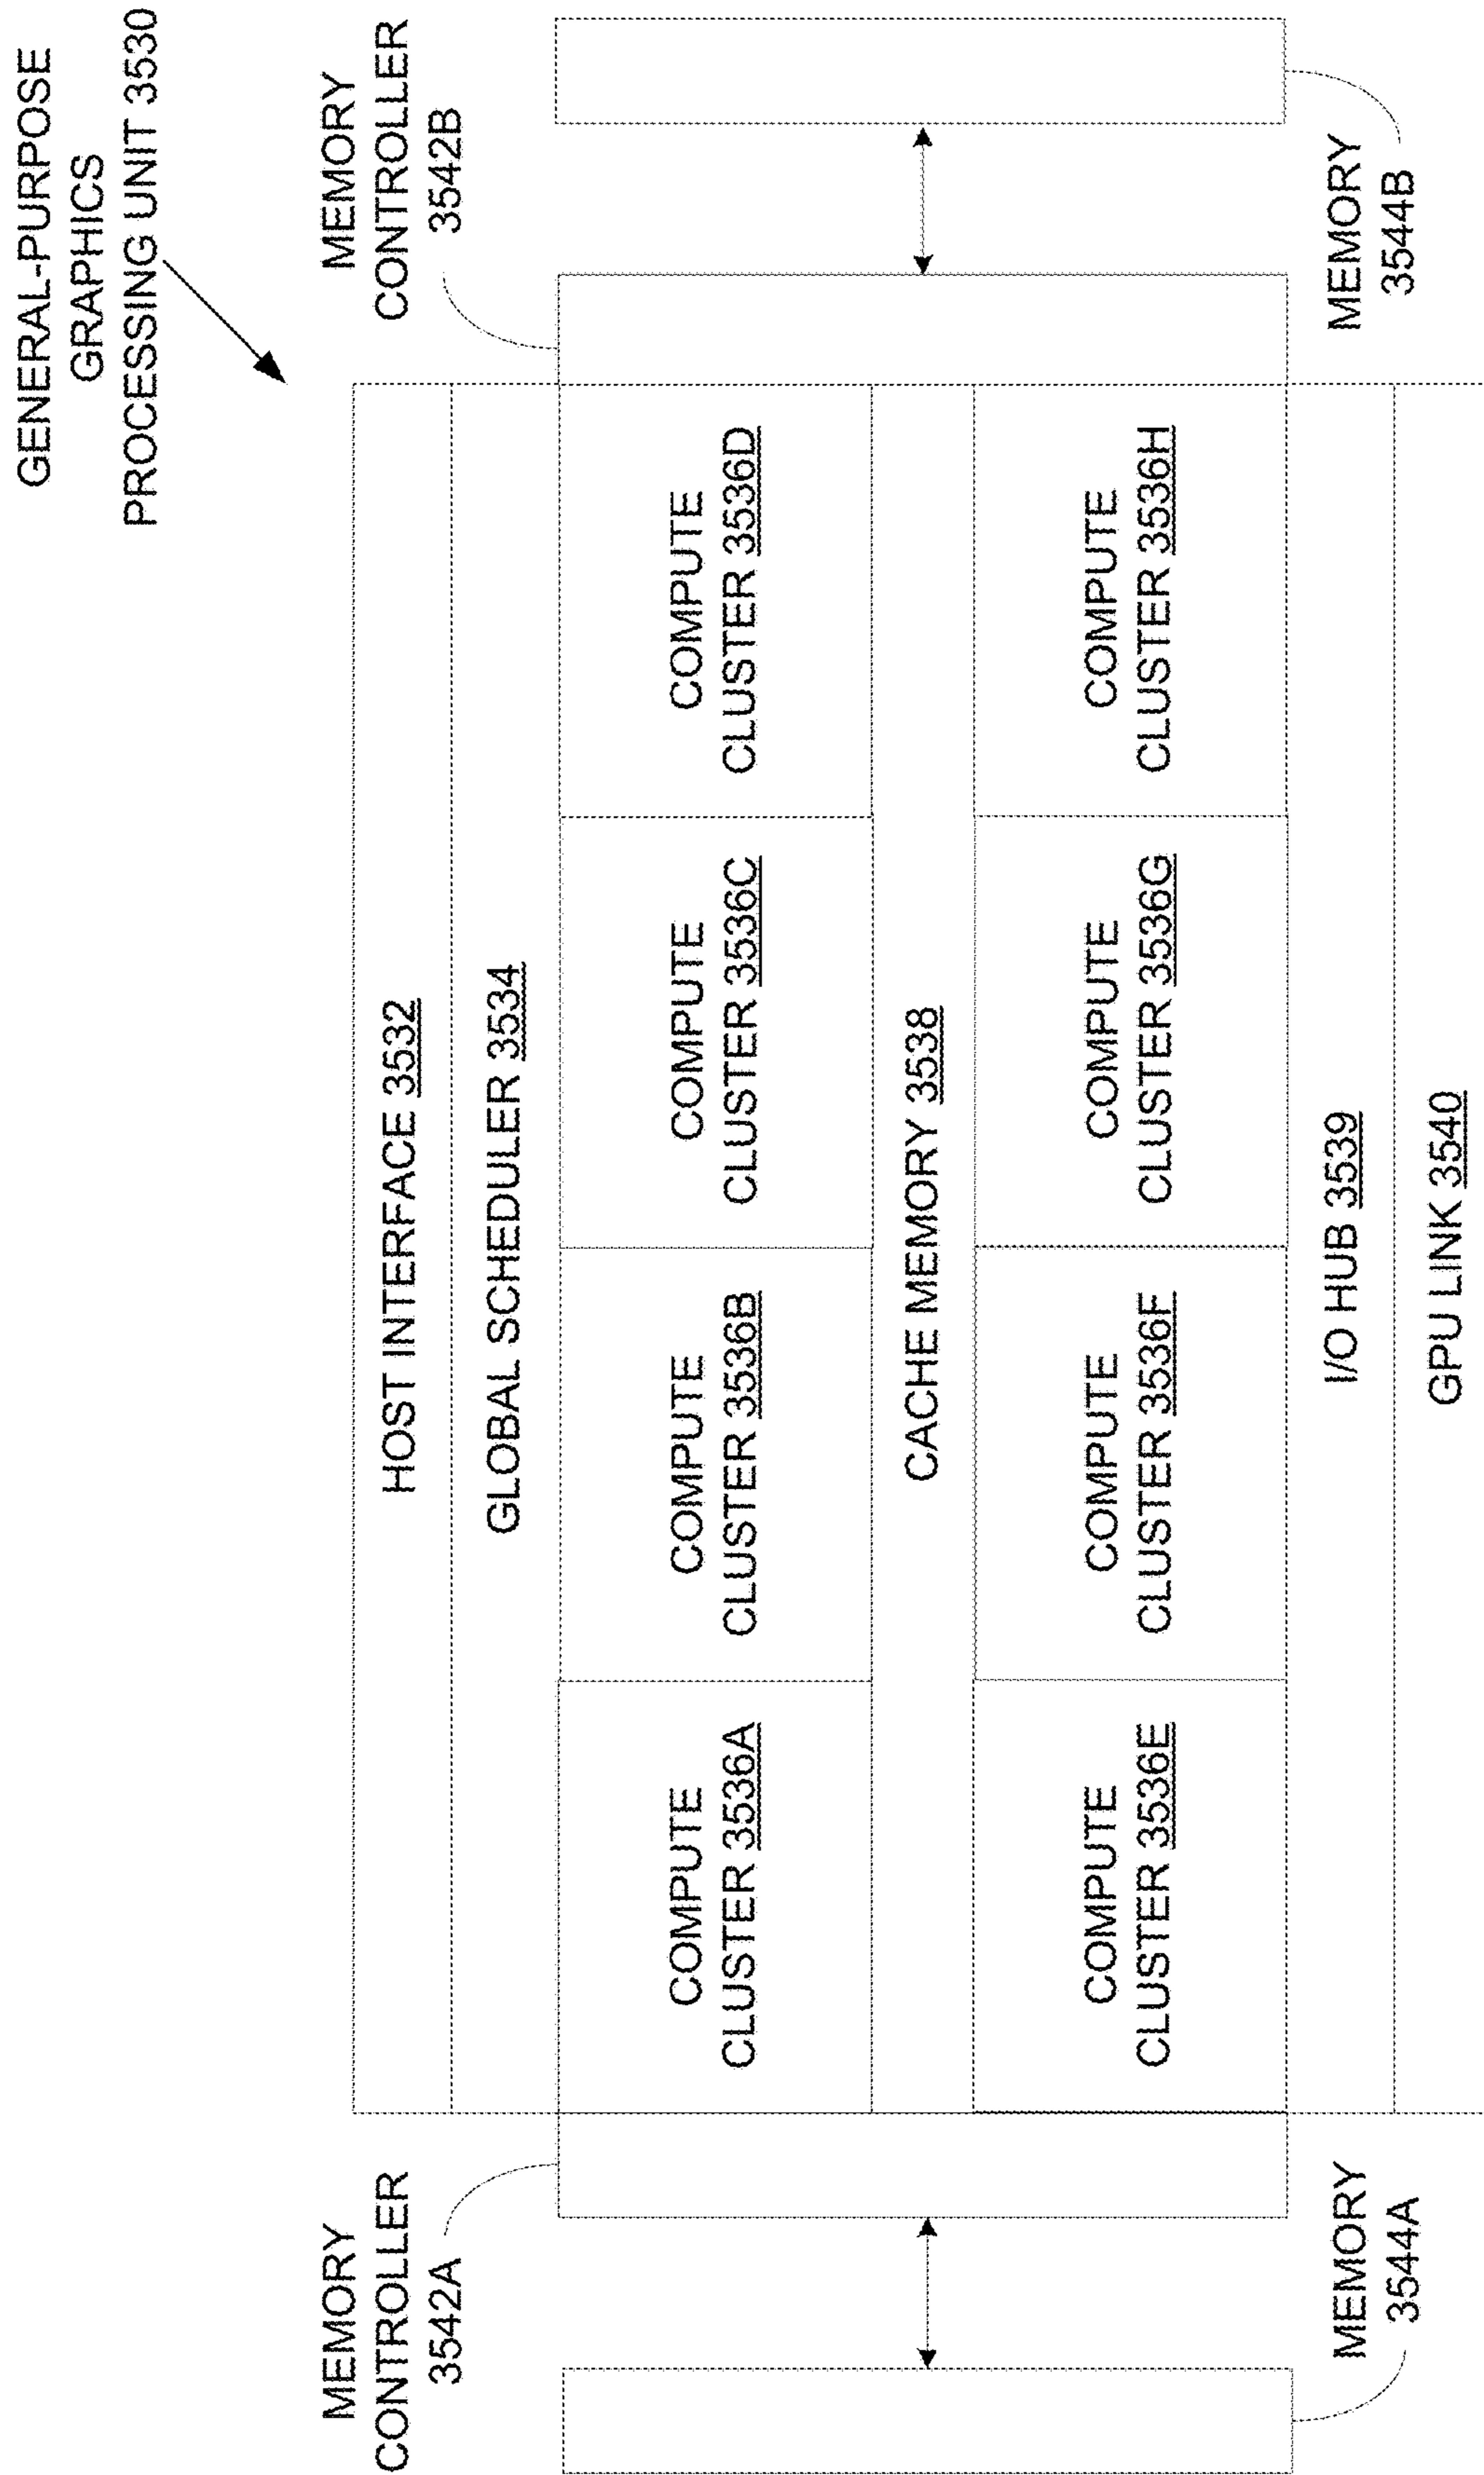 GENERAL-PURPOSE
GRAPHICS
PROCESSING UNIT 3530
MEMORY
CONTROLLER
3542A
MEMORY
CONTROLLER
3542B
HOST INTERFACE 3532
GLOBAL SCHEDULER 3534
COMPUTE
CLUSTER 3536A
COMPUTE
CLUSTER 3536B
COMPUTE
CLUSTER 3536C
COMPUTE
CLUSTER 3536D
CACHE MEMORY 3538
COMPUTE
CLUSTER 3536E
COMPUTE
CLUSTER 3536F
COMPUTE
CLUSTER 3536G
COMPUTE
CLUSTER 3536H
I/O HUB 3539
GPU LINK 3540
MEMORY
3544A
MEMORY
3544B